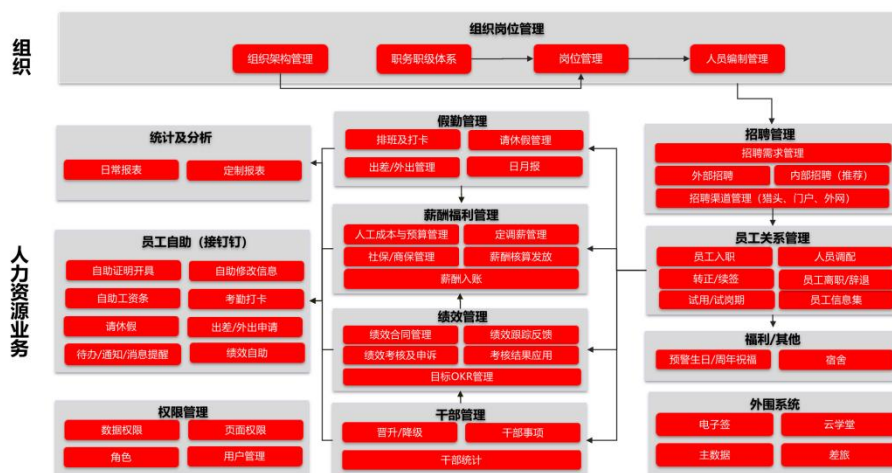 组织
组织岗位管理
组织架构管理
职务职级体系
岗位管理
人员编制管理
人力资源业务
统计及分析
日常报表
定制报表
员工自助（接钉钉）
自助证明开具
自助修改信息
自助工资条
考勤打卡
请休假
出差/外出申请
待办/通知/消息提醒
绩效自助
权限管理
数据权限
页面权限
角色
用户管理
假勤管理
排班及打卡
请休假管理
出差/外出管理
日月报
薪酬福利管理
人工成本与预算管理
定调薪管理
社保/商保管理
薪酬核算发放
薪酬入账
绩效管理
绩效合同管理
绩效跟踪反馈
绩效考核及申诉
考核结果应用
目标OKR管理
干部管理
晋升/降级
干部事项
干部统计
招聘管理
招聘需求管理
外部招聘
内部招聘（推荐）
招聘渠道管理（猎头、门户、外网）
员工关系管理
员工入职
人员调配
转正/续签
员工离职/辞退
试用/试岗期
员工信息集
福利/其他
预警生日/周年祝福
宿舍
外围系统
电子签
云学堂
主数据
差旅